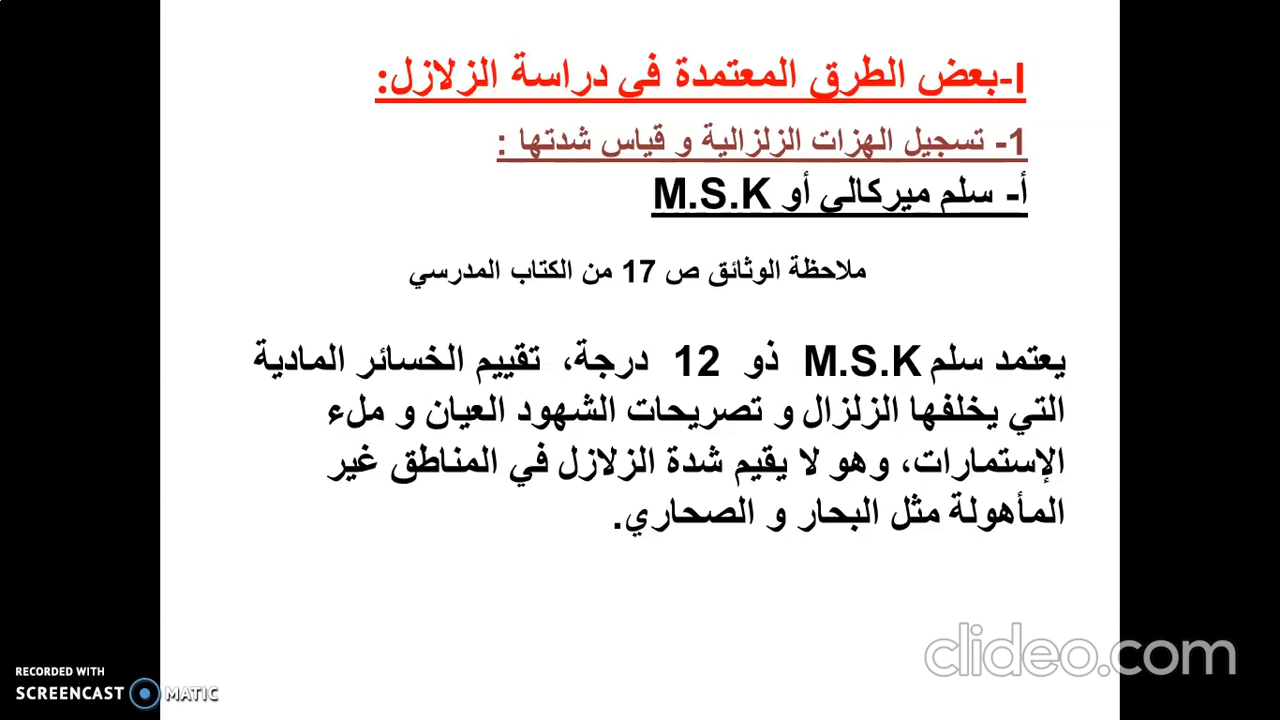 I-بعض الطرق المعتمدة في دراسة الزلازل:
1- تسجيل الهزات الزلزالية و قياس شدتها :
أ- سلم ميركالي أو M.S.K
ملاحظة الوثائق ص 17 من الكتاب المدرسي
يعتمد سلم M.S.K ذو 12 درجة، تقييم الخسائر المادية
التي يخلفها الزلزال و تصريحات الشهود العيان و ملء
الإستمارات، وهو لا يقيم شدة الزلازل في المناطق غير
المأهولة مثل البحار و الصحاري.
clideo.com
RECORDED WITH
SCREENCAST MATIC